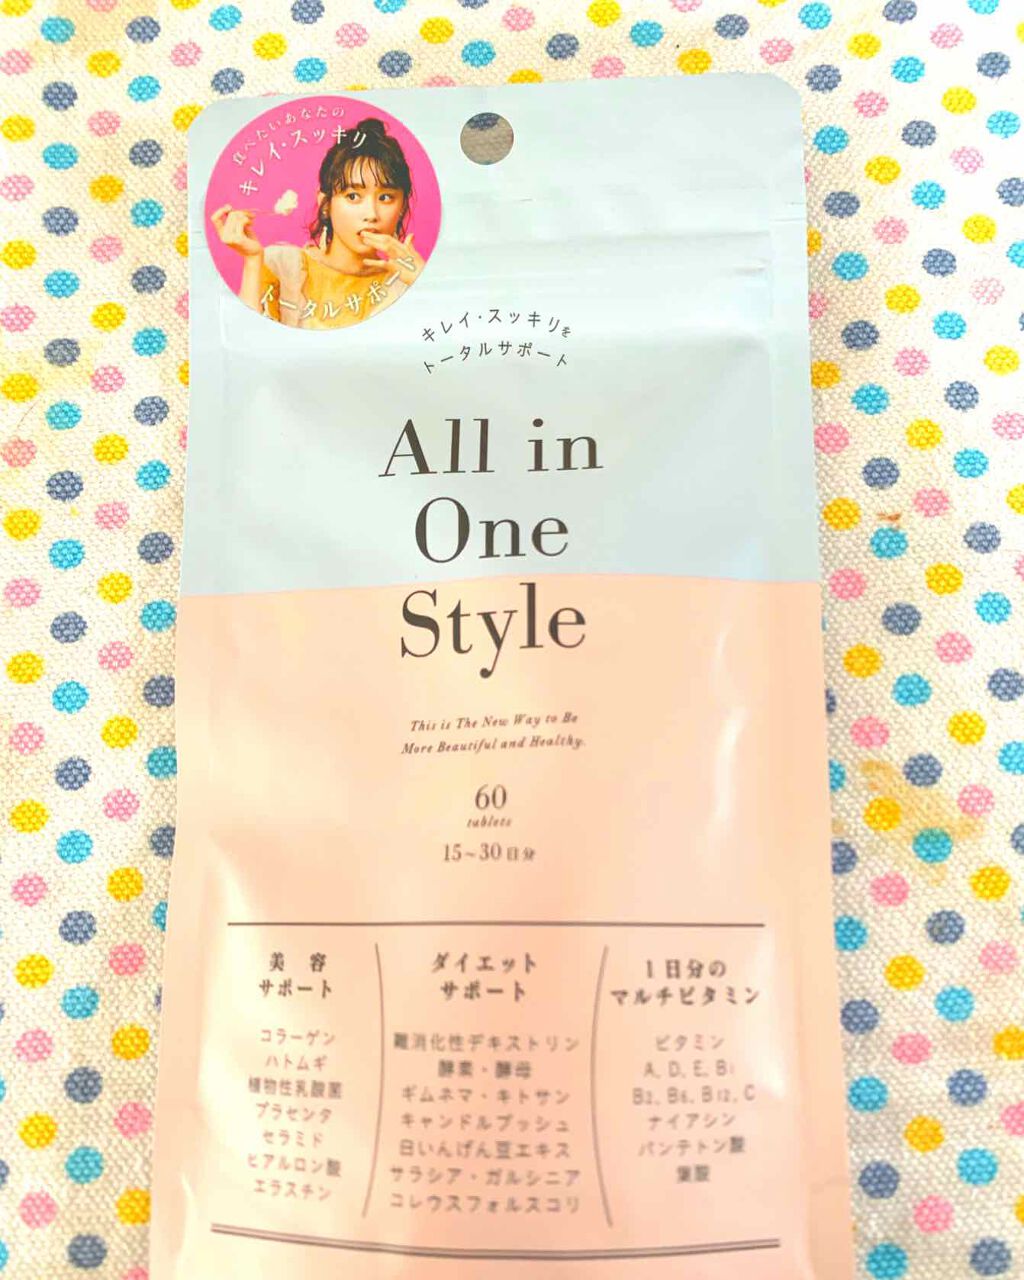 食べたいあなたの
キレイ・スッキリ
トータルサポート
キレイ・スッキリを
トータルサポート
All in
One
Style
This is The New Way to Be
More Beautiful and Healthy.
60
tablets
15~30日分
美容
サポート
コラーゲン
ハトムギ
植物性乳酸菌
プラセンタ
セラミド
ヒアルロン酸
エラスチン
ダイエット
サポート
難消化性デキストリン
酵素・酵母
ギムネマ・キトサン
キャンドルブッシュ
白いんげん豆エキス
サラシア・ガルシニア
コレウスフォルスコリ
1日分の
マルチビタミン
ビタミン
A, D, E, B1
B2, B6, B12, C
ナイアシン
パンテトン酸
葉酸